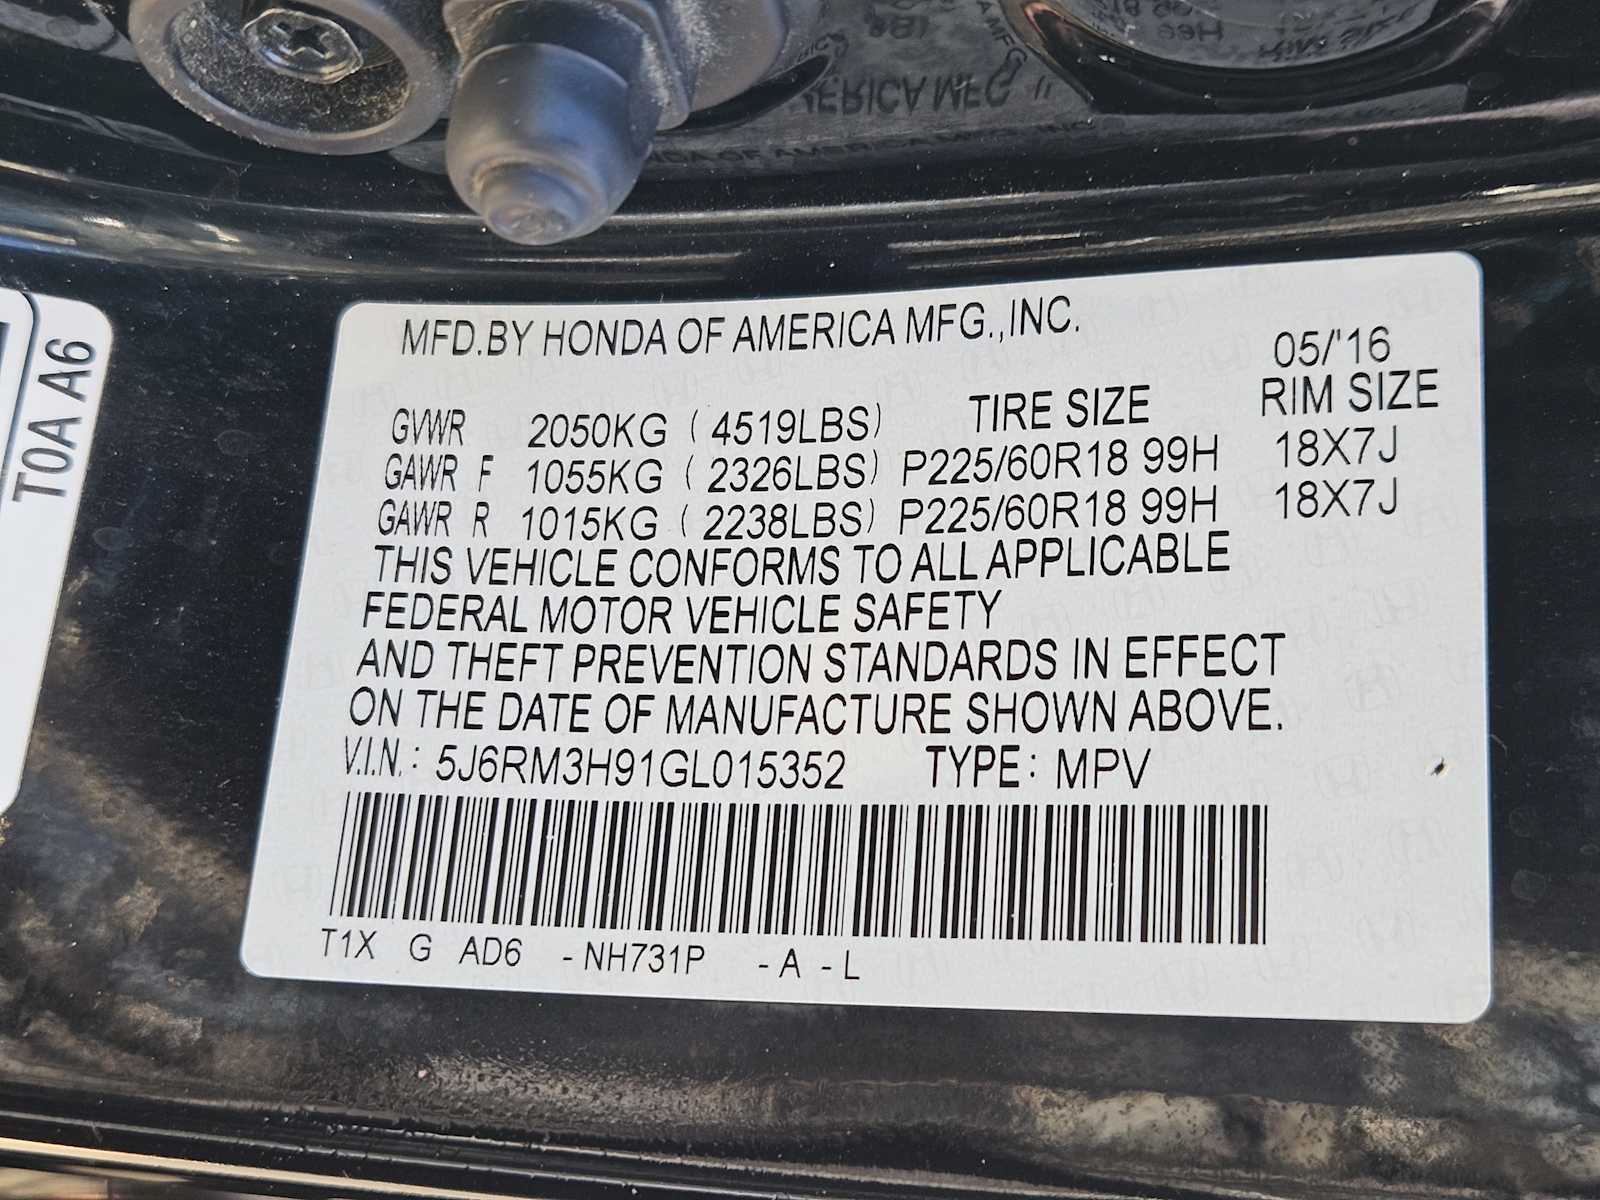 MFD.BY HONDA OF AMERICA MFG.,INC.
05/'16
GVWR 2050KG ( 4519LBS) TIRE SIZE RIM SIZE
GAWR F 1055KG ( 2326LBS) P225/60R18 99H 18X7J
GAWR R 1015KG ( 2238LBS) P225/60R18 99H 18X7J
THIS VEHICLE CONFORMS TO ALL APPLICABLE
FEDERAL MOTOR VEHICLE SAFETY
AND THEFT PREVENTION STANDARDS IN EFFECT
ON THE DATE OF MANUFACTURE SHOWN ABOVE.
V.I.N.: 5J6RM3H91GL015352 TYPE: MPV
T1X G AD6 -NH731P -A -L
T0A A6